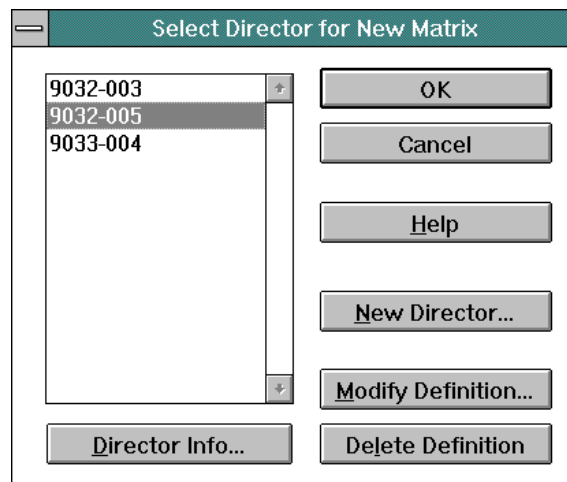 Select Director for New Matrix
9032-003
9032-005
9033-004
OK
Cancel
Help
New Director...
Modify Definition...
Director Info...
Delete Definition